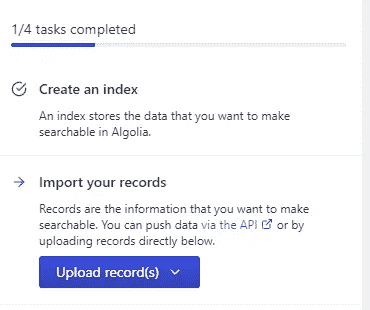 1/4 tasks completed
Create an index
An index stores the data that you want to make
searchable in Algolia.
Import your records
Records are the information that you want to make
searchable. You can push data via the API or by
uploading records directly below.
Upload record(s)